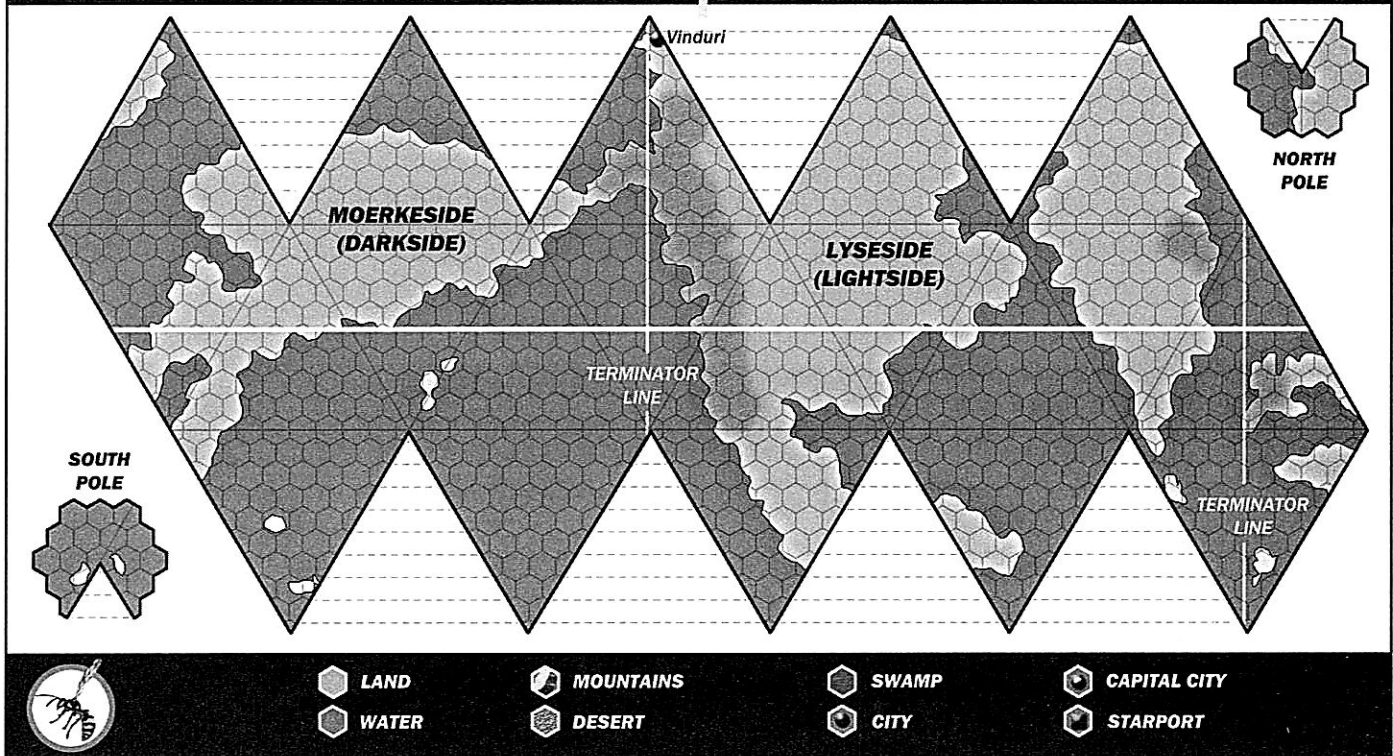 Vinduri
NORTH
POLE
MOERKESIDE
(DARKSIDE)
LYSESIDE
(LIGHTSIDE)
TERMINATOR
LINE
SOUTH
POLE
TERMINATOR
LINE
LAND
MOUNTAINS
SWAMP
CAPITAL CITY
WATER
DESERT
CITY
STARPORT